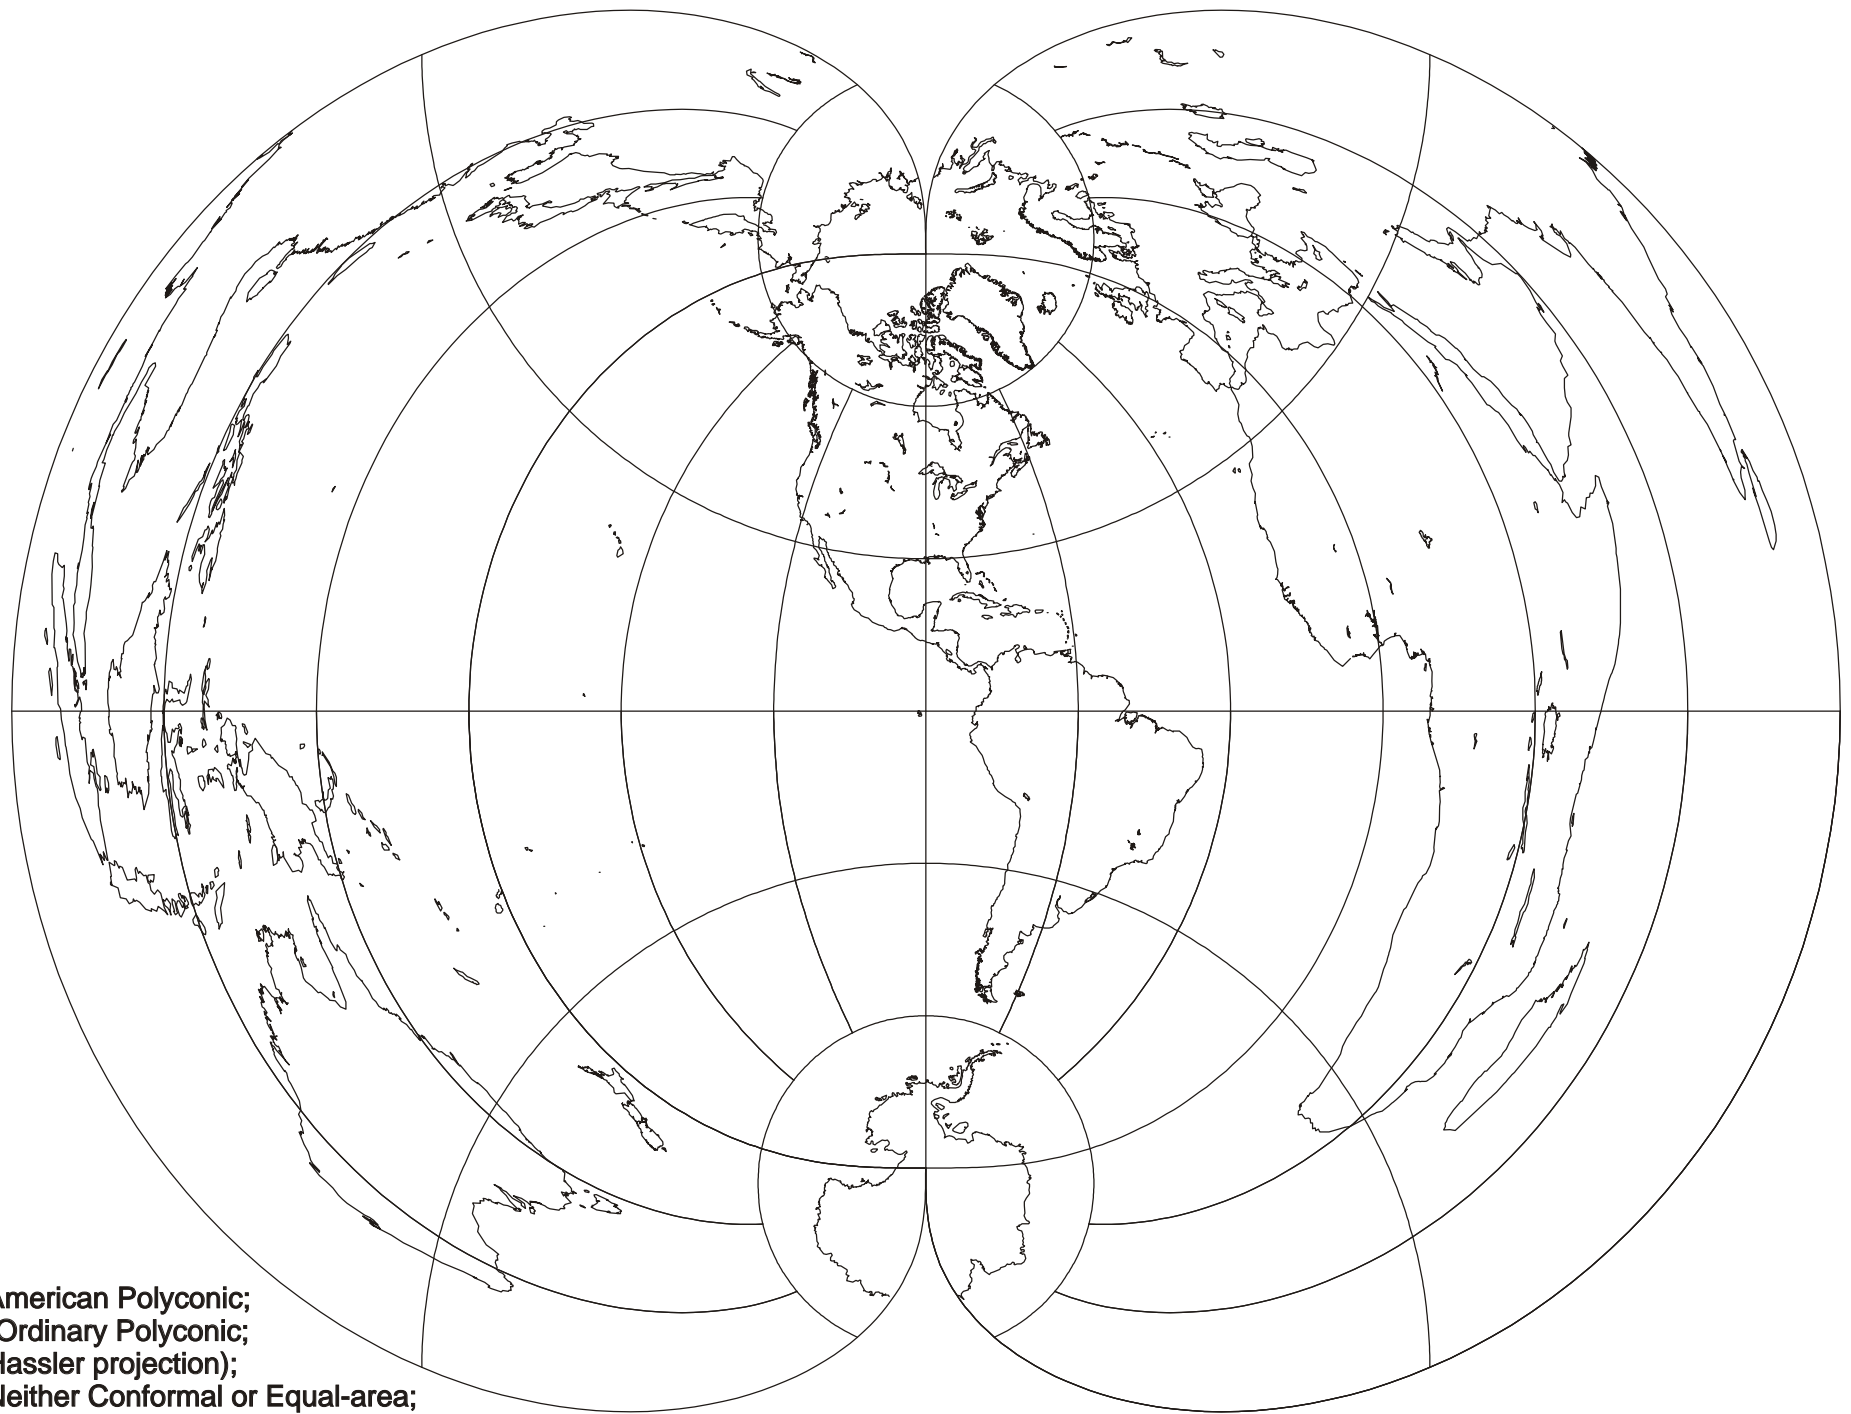 American Polyconic;
Ordinary Polyconic;
Hassler projection);
Neither Conformal or Equal-area;